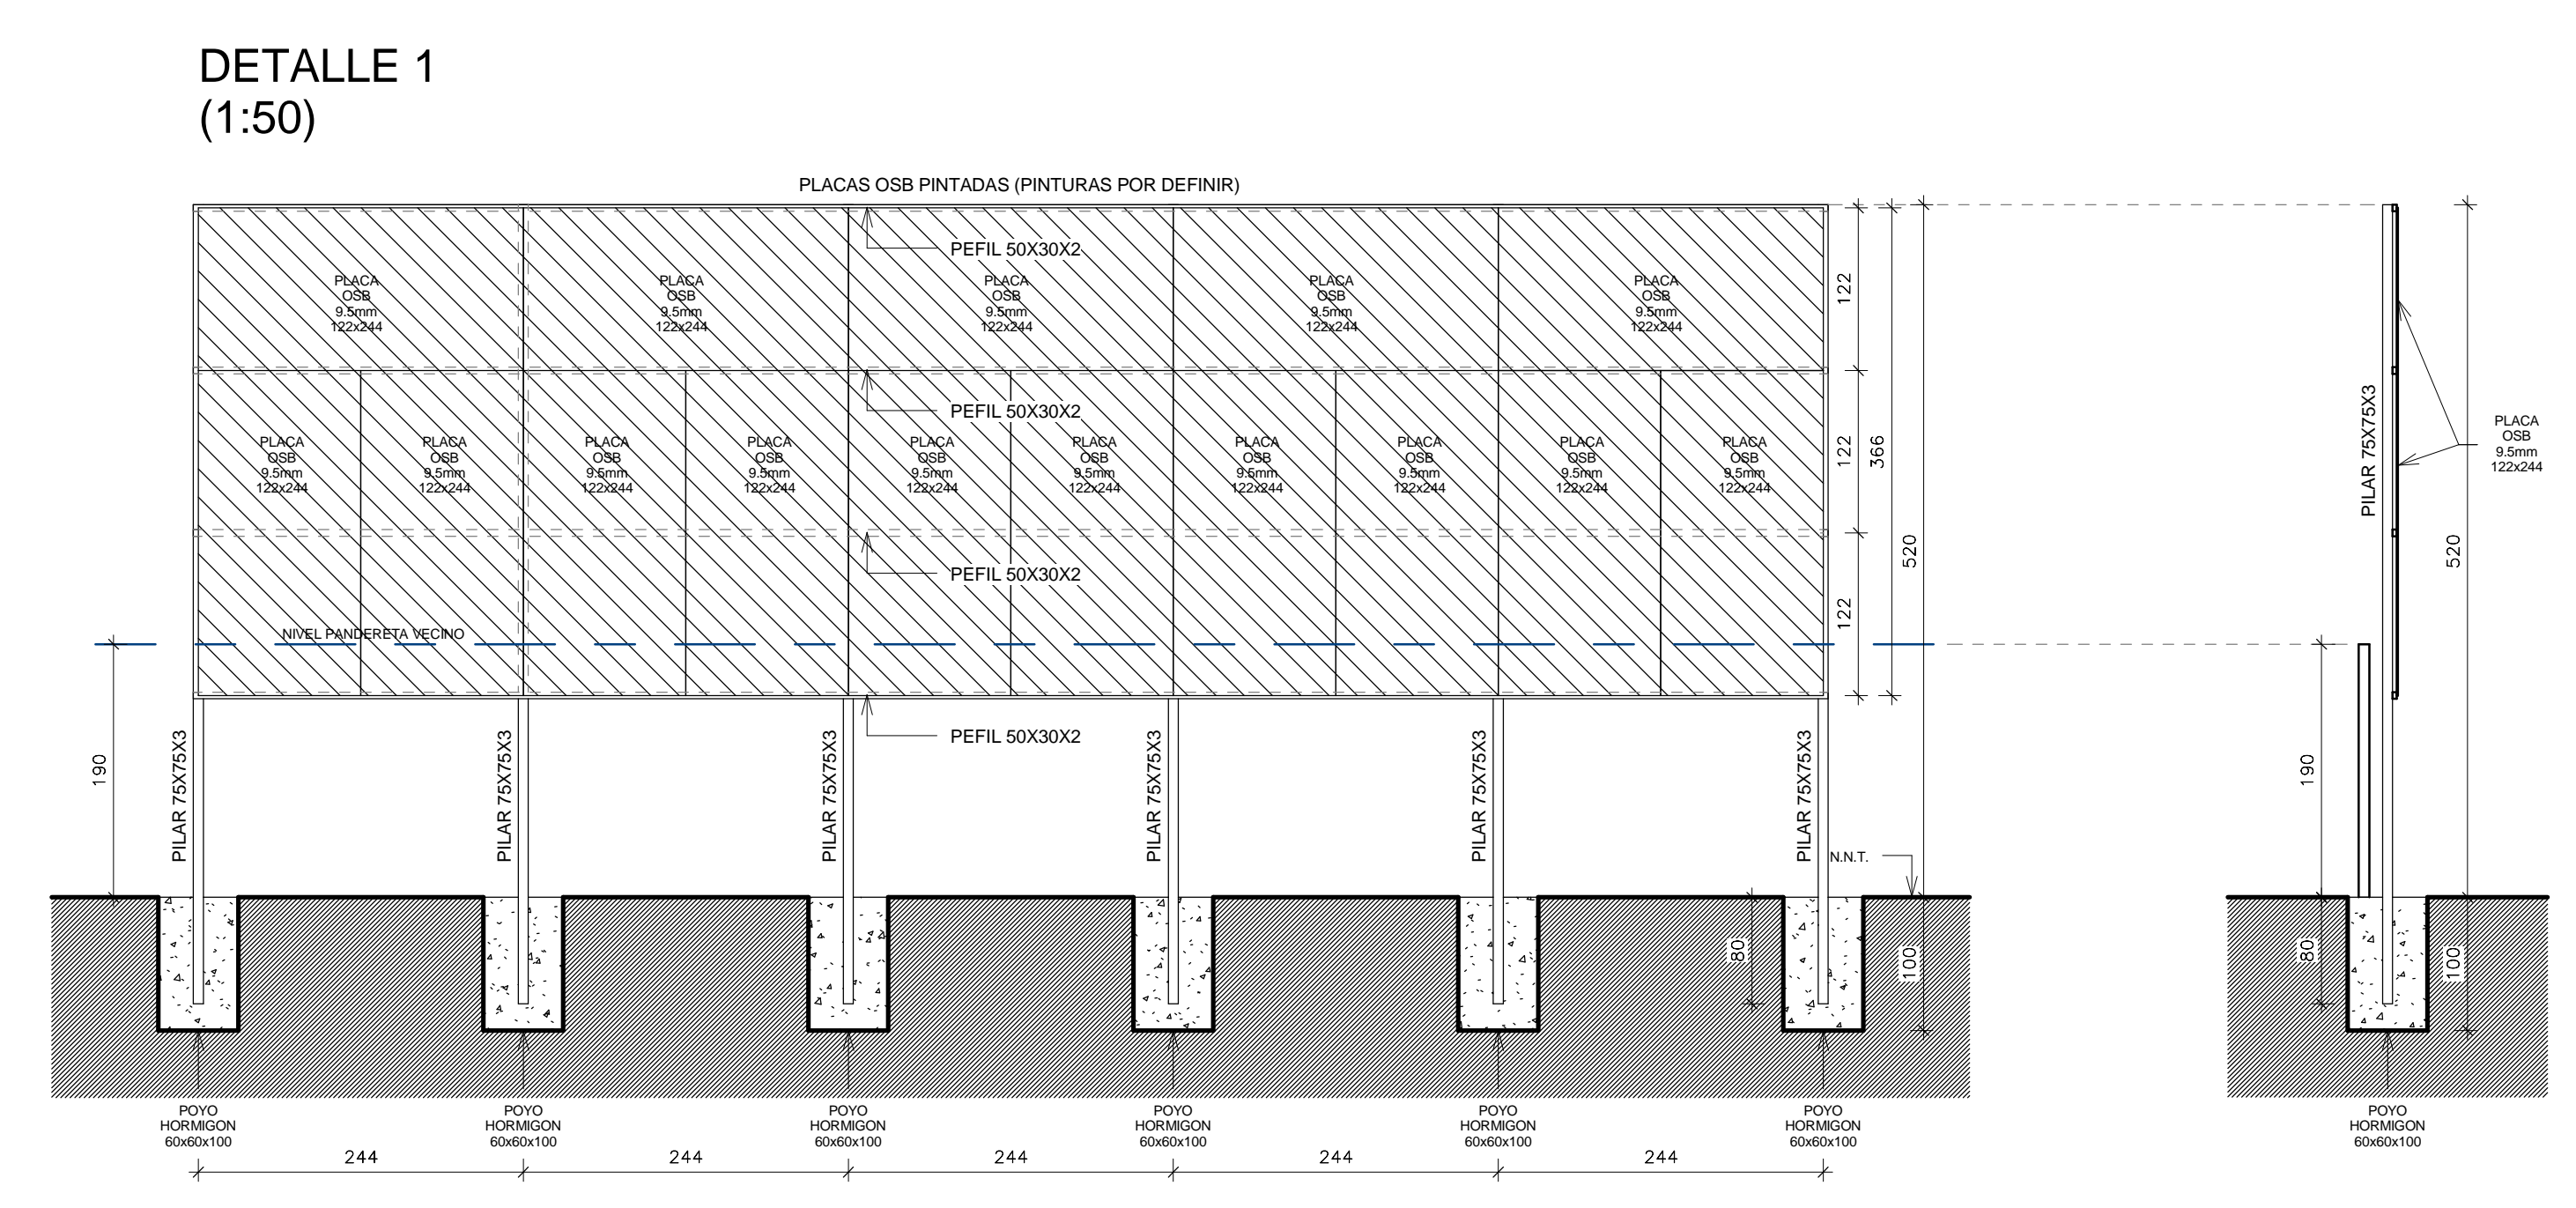 DETALLE 1
(1:50)
PLACAS OSB PINTADAS (PINTURAS POR DEFINIR)
PEFIL 50X30X2
PLACA
OSB
9.5mm
122x244
PLACA
OSB
9.5mm
122x244
PLACA
OSB
9.5mm
122x244
PLACA
OSB
9.5mm
122x244
PLACA
OSB
9.5mm
122x244
122
PEFIL 50X30X2
PLACA
OSB
9.5mm
122x244
PLACA
OSB
9.5mm
122x244
PLACA
OSB
9.5mm
122x244
PLACA
OSB
9.5mm
122x244
PLACA
OSB
9.5mm
122x244
PLACA
OSB
9.5mm
122x244
PLACA
OSB
9.5mm
122x244
PLACA
OSB
9.5mm
122x244
PLACA
OSB
9.5mm
122x244
PLACA
OSB
9.5mm
122x244
122
366
520
PEFIL 50X30X2
122
NIVEL PANDERETA VECINO
PEFIL 50X30X2
190
PILAR 75X75X3
PILAR 75X75X3
PILAR 75X75X3
PILAR 75X75X3
PILAR 75X75X3
PILAR 75X75X3
N.N.T.
80
100
POYO
HORMIGON
60x60x100
POYO
HORMIGON
60x60x100
POYO
HORMIGON
60x60x100
POYO
HORMIGON
60x60x100
POYO
HORMIGON
60x60x100
POYO
HORMIGON
60x60x100
244
244
244
244
244
PILAR 75X75X3
PLACA
OSB
9.5mm
122x244
520
190
80
100
POYO
HORMIGON
60x60x100